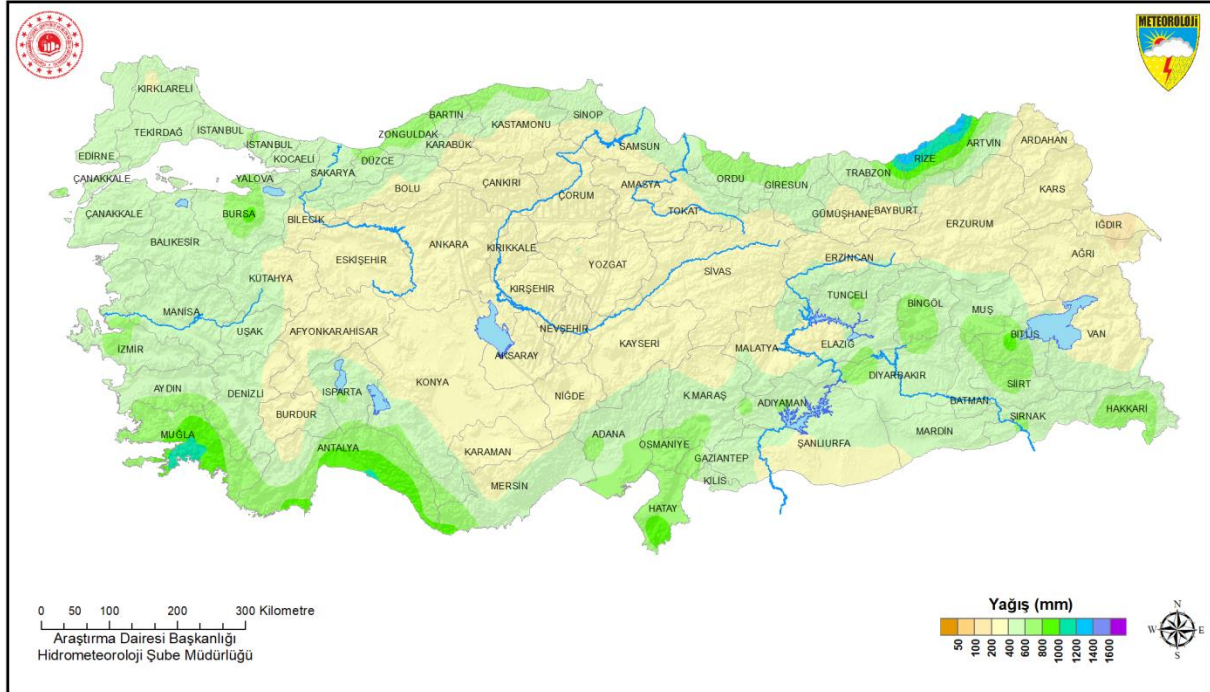 METEOROLOJİ
KIRKLARELİ
TEKİRDAĞ
İSTANBUL
EDİRNE
İSTANBUL
KOCAELİ
ÇANAKKALE
YALOVA
SAKARYA
DÜZCE
ZONGULDAK
BARTIN
KARABÜK
KASTAMONU
SİNOP
SAMSUN
ÇANAKKALE
BURSA
BİLECİK
BOLU
ÇANKIRI
ÇORUM
AMASYA
TOKAT
ORDU
GİRESUN
TRABZON
RİZE
ARTVİN
ARDAHAN
KARS
GÜMÜŞHANE
BAYBURT
ERZURUM
IĞDIR
AĞRI
BALIKESİR
KÜTAHYA
ESKİŞEHİR
ANKARA
KIRIKKALE
YOZGAT
SİVAS
ERZİNCAN
TUNCELİ
BİNGÖL
MUŞ
BİTLİS
VAN
MANİSA
UŞAK
AFYONKARAHİSAR
KIRŞEHİR
NEVŞEHİR
AKSARAY
KAYSERİ
MALATYA
ELAZIĞ
DİYARBAKIR
SİİRT
BATMAN
ŞIRNAK
HAKKARİ
İZMİR
AYDIN
DENİZLİ
ISPARTA
BURDUR
KONYA
NİĞDE
K.MARAŞ
ADIYAMAN
MARDİN
ŞANLIURFA
MUĞLA
ANTALYA
KARAMAN
MERSİN
ADANA
OSMANİYE
GAZİANTEP
KİLİS
HATAY
0 50 100 200 300 Kilometre
Araştırma Dairesi Başkanlığı
Hidrometeoroloji Şube Müdürlüğü
Yağış (mm)
50 100 200 400 600 800 1000 1200 1400 1600
N
W E
S